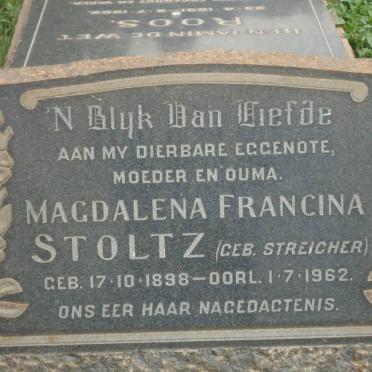 BENJAMIN DE WET
ROOS
'N Blyk Van Liefde
AAN MY DIERBARE EGGENOTE,
MOEDER EN OUMA.
MAGDALENA FRANCINA
STOLTZ (GEB. STREICHER)
GEB. 17·10·1898—OORL. 1·7·1962.
ONS EER HAAR NAGEDAGTENIS.